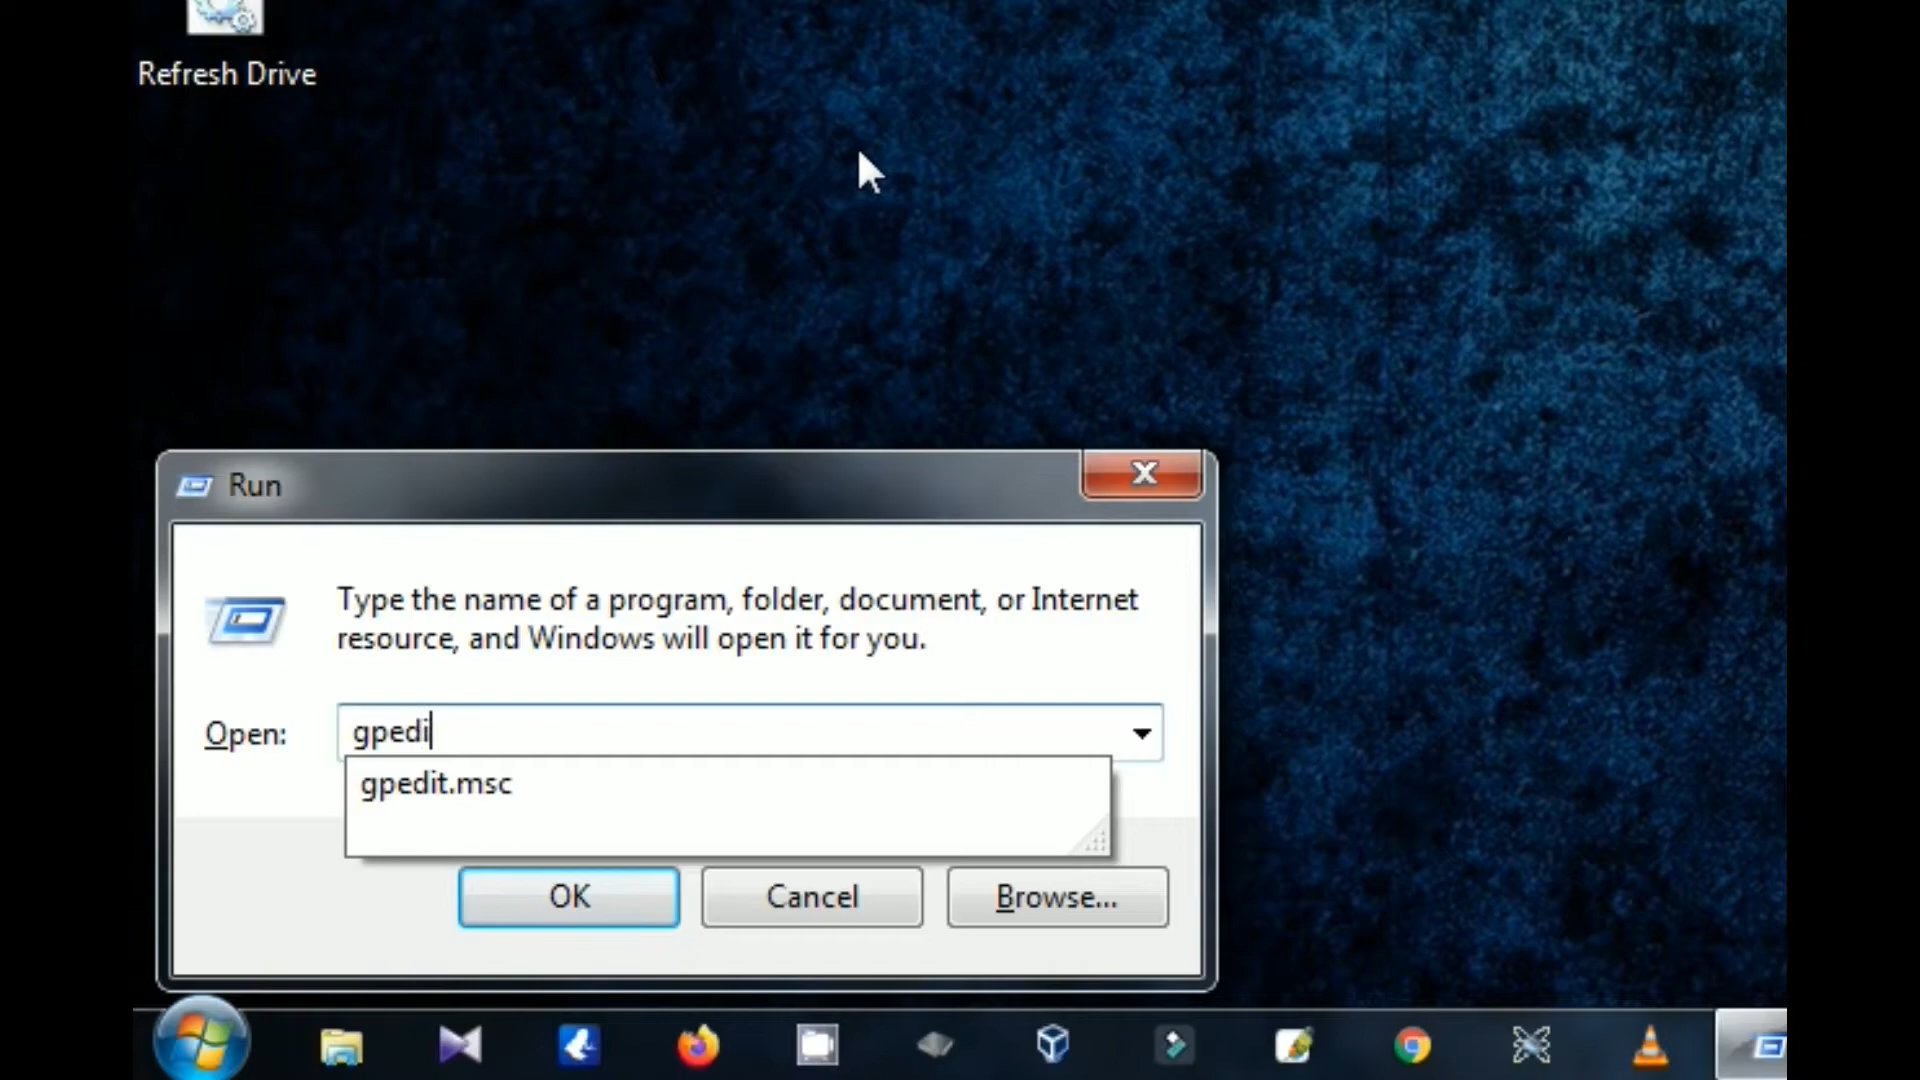 Refresh Drive
Run
Type the name of a program, folder, document, or Internet
resource, and Windows will open it for you.
Open: gpedi
gpedit.msc
OK Cancel Browse...